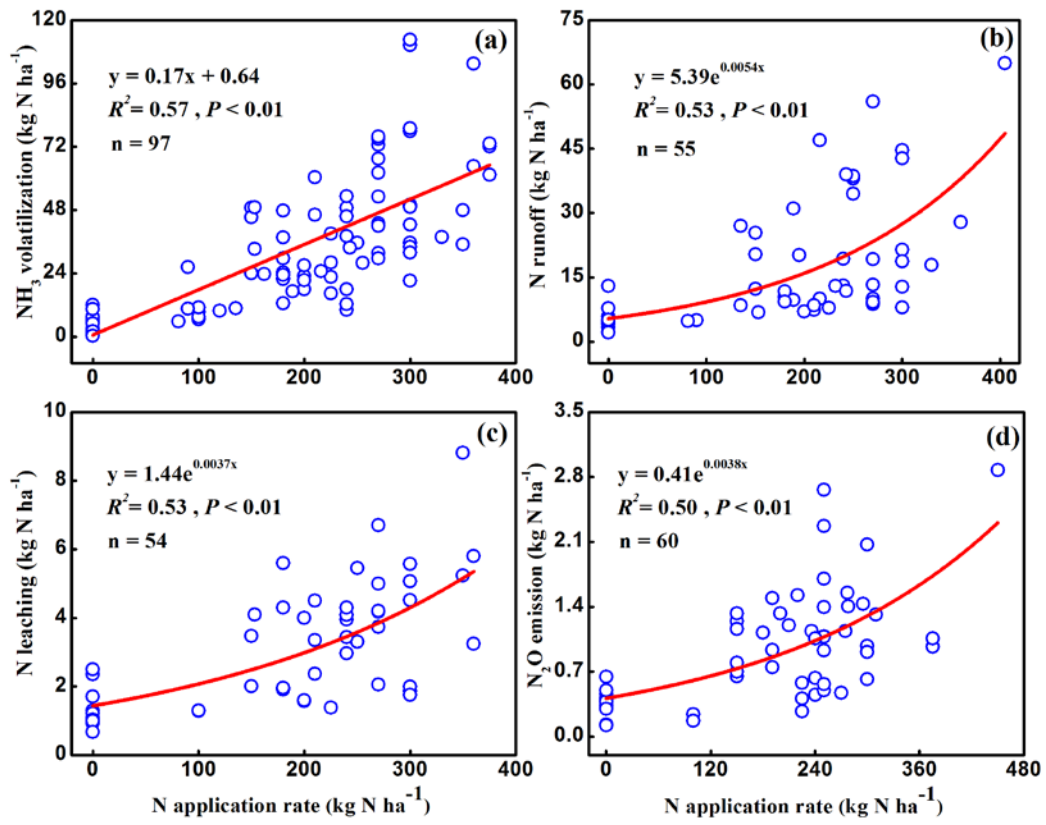 (a)
y = 0.17x + 0.64
R² = 0.57 , P < 0.01
n = 97
NH₃ volatilization (kg N ha⁻¹)
120
96
72
48
24
0
0 100 200 300 400
(b)
y = 5.39e^0.0054x
R² = 0.53 , P < 0.01
n = 55
N runoff (kg N ha⁻¹)
75
60
45
30
15
0
0 100 200 300 400
(c)
y = 1.44e^0.0037x
R² = 0.53 , P < 0.01
n = 54
N leaching (kg N ha⁻¹)
10
8
6
4
2
0
0 100 200 300 400
N application rate (kg N ha⁻¹)
(d)
y = 0.41e^0.0038x
R² = 0.50 , P < 0.01
n = 60
N₂O emission (kg N ha⁻¹)
3.5
2.8
2.1
1.4
0.7
0.0
0 120 240 360 480
N application rate (kg N ha⁻¹)